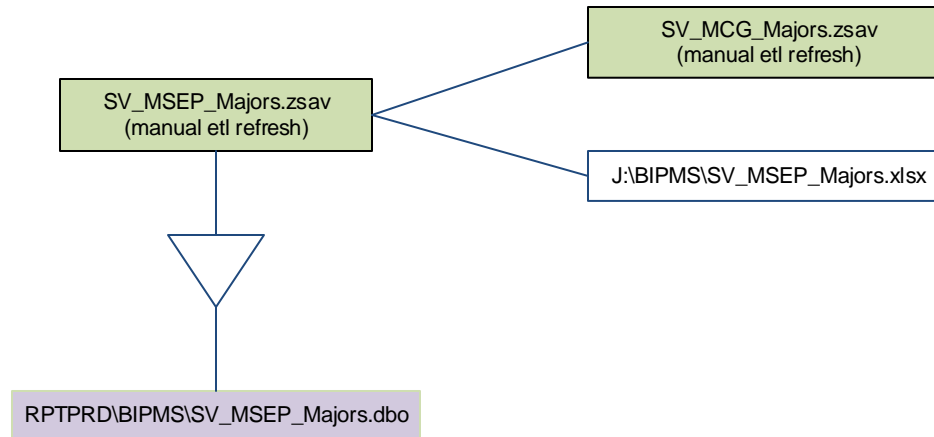 SV_MCG_Majors.zsav
(manual etl refresh)
SV_MSEP_Majors.zsav
(manual etl refresh)
J:\BIPMS\SV_MSEP_Majors.xlsx
RPTPRD\BIPMS\SV_MSEP_Majors.dbo